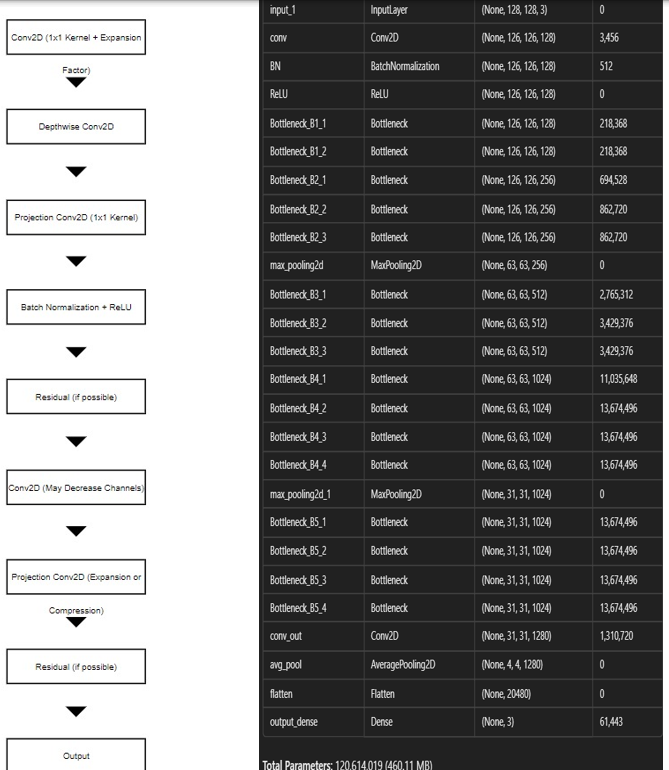 Conv2D (1x1 Kernel + Expansion
Factor)
Depthwise Conv2D
Projection Conv2D (1x1 Kernel)
Batch Normalization + ReLU
Residual (if possible)
Conv2D (May Decrease Channels)
Projection Conv2D (Expansion or
Compression)
Residual (if possible)
Output
input_1 InputLayer (None, 128, 128, 3) 0
conv Conv2D (None, 126, 126, 128) 3,456
BN BatchNormalization (None, 126, 126, 128) 512
ReLU ReLU (None, 126, 126, 128) 0
Bottleneck_B1_1 Bottleneck (None, 126, 126, 128) 218,368
Bottleneck_B1_2 Bottleneck (None, 126, 126, 128) 218,368
Bottleneck_B2_1 Bottleneck (None, 126, 126, 256) 694,528
Bottleneck_B2_2 Bottleneck (None, 126, 126, 256) 862,720
Bottleneck_B2_3 Bottleneck (None, 126, 126, 256) 862,720
max_pooling2d MaxPooling2D (None, 63, 63, 256) 0
Bottleneck_B3_1 Bottleneck (None, 63, 63, 512) 2,765,312
Bottleneck_B3_2 Bottleneck (None, 63, 63, 512) 3,429,376
Bottleneck_B3_3 Bottleneck (None, 63, 63, 512) 3,429,376
Bottleneck_B4_1 Bottleneck (None, 63, 63, 1024) 11,035,648
Bottleneck_B4_2 Bottleneck (None, 63, 63, 1024) 13,674,496
Bottleneck_B4_3 Bottleneck (None, 63, 63, 1024) 13,674,496
Bottleneck_B4_4 Bottleneck (None, 63, 63, 1024) 13,674,496
max_pooling2d_1 MaxPooling2D (None, 31, 31, 1024) 0
Bottleneck_B5_1 Bottleneck (None, 31, 31, 1024) 13,674,496
Bottleneck_B5_2 Bottleneck (None, 31, 31, 1024) 13,674,496
Bottleneck_B5_3 Bottleneck (None, 31, 31, 1024) 13,674,496
Bottleneck_B5_4 Bottleneck (None, 31, 31, 1024) 13,674,496
conv_out Conv2D (None, 31, 31, 1280) 1,310,720
avg_pool AveragePooling2D (None, 4, 4, 1280) 0
flatten Flatten (None, 20480) 0
output_dense Dense (None, 3) 61,443
Total Parameters: 120,614,019 (460.11 MB)